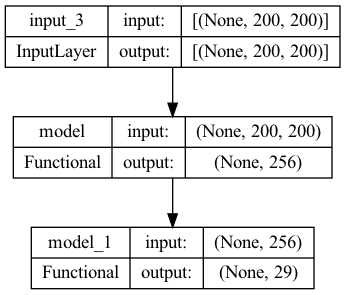 input_3 input: [(None, 200, 200)]
InputLayer output: [(None, 200, 200)]
model input: (None, 200, 200)
Functional output: (None, 256)
model_1 input: (None, 256)
Functional output: (None, 29)